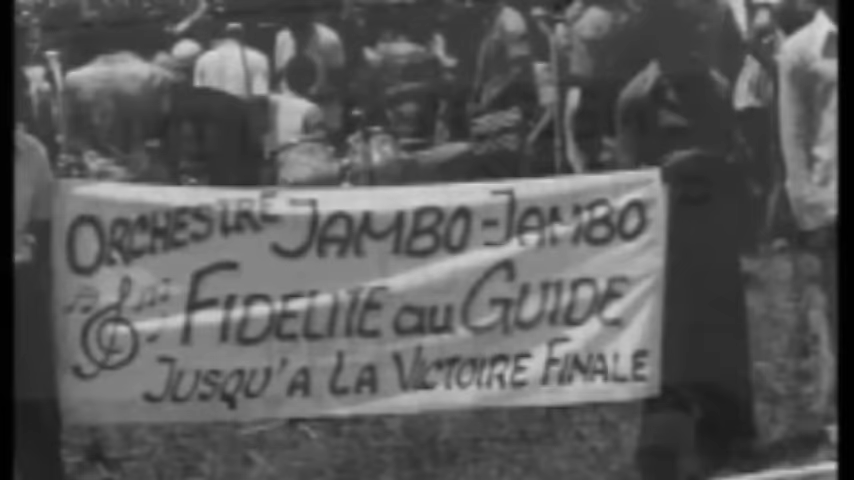 ORCHESTRE JAMBO-JAMBO
FIDELITE au GUIDE
JUSQU'A LA VICTOIRE FINALE